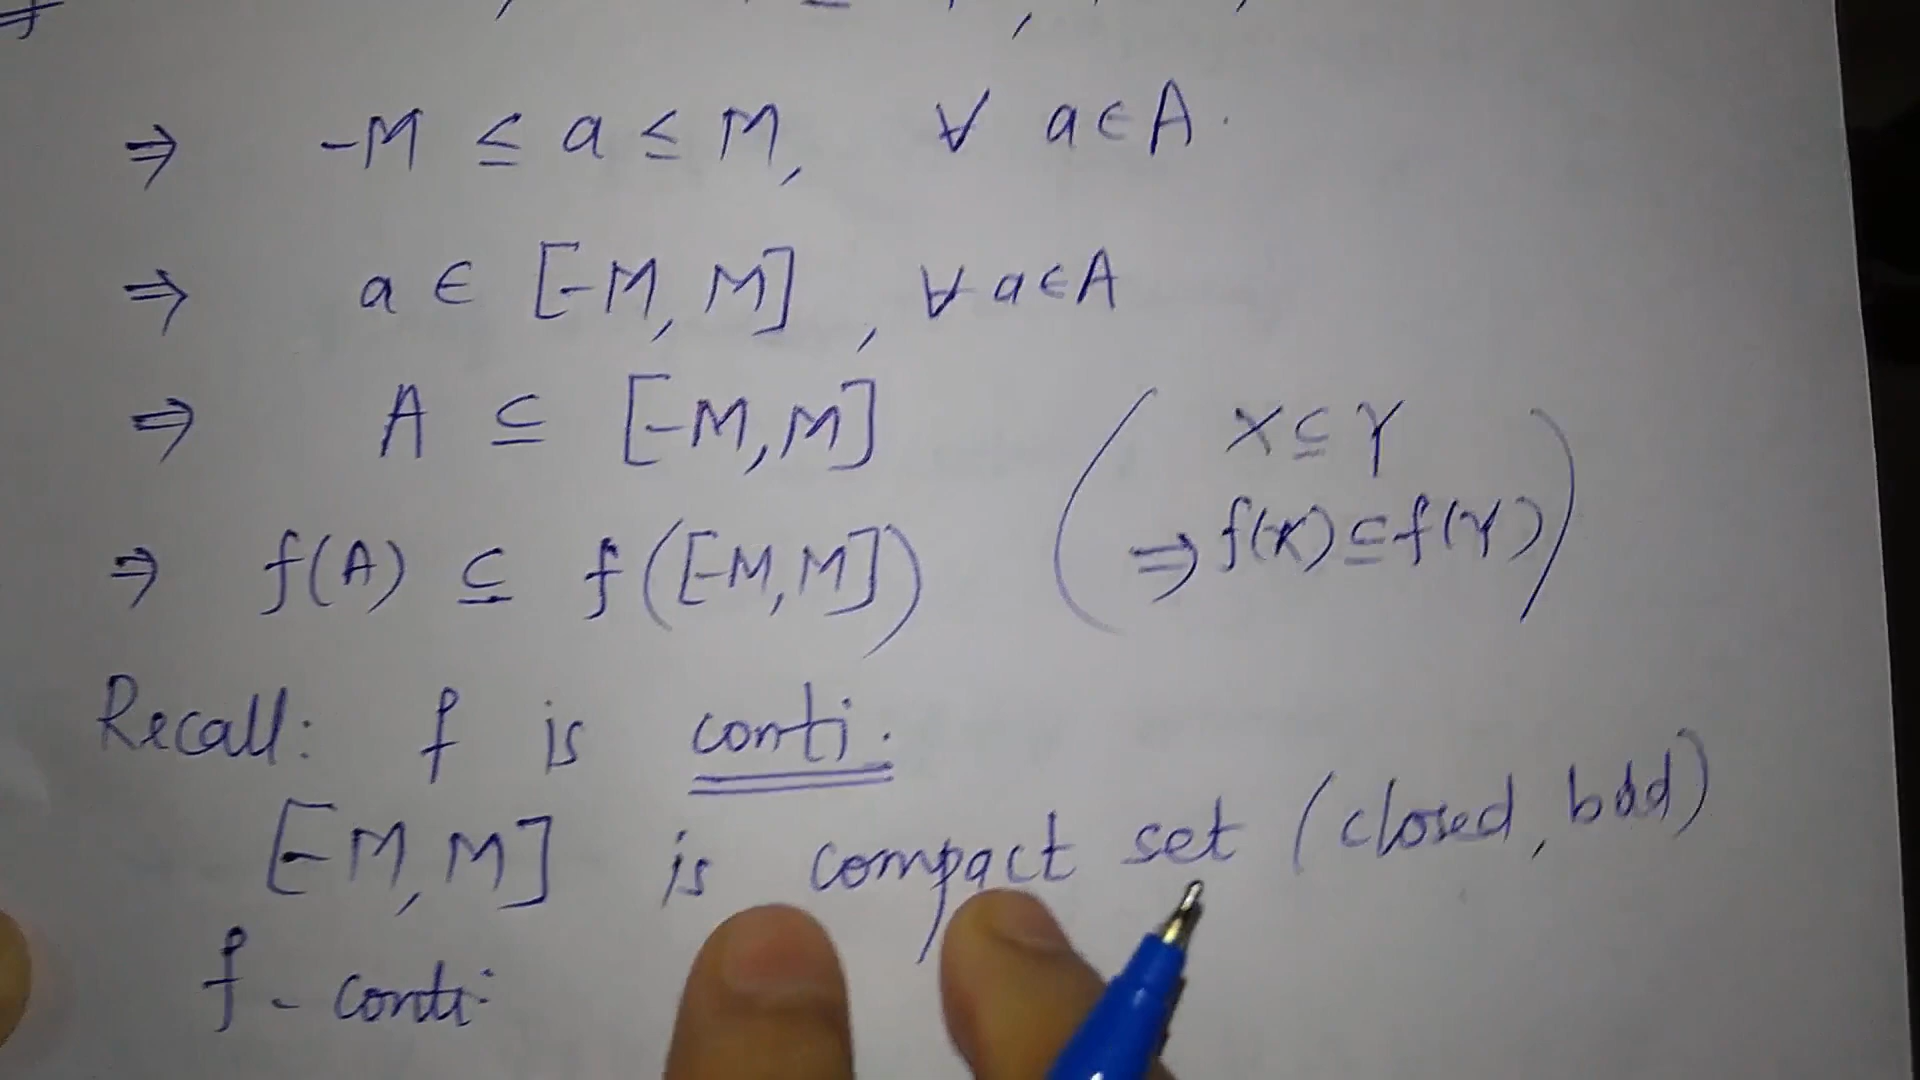 ⇒ -M ≤ a ≤ M, ∀ a∈A.
⇒ a ∈ [-M, M], ∀ a∈A
⇒ A ⊆ [-M, M]
(X ⊆ Y
⇒ f(X) ⊆ f(Y))
⇒ f(A) ⊆ f([-M, M])
Recall: f is conti.
[-M, M] is compact set (closed, bdd)
f - conti.